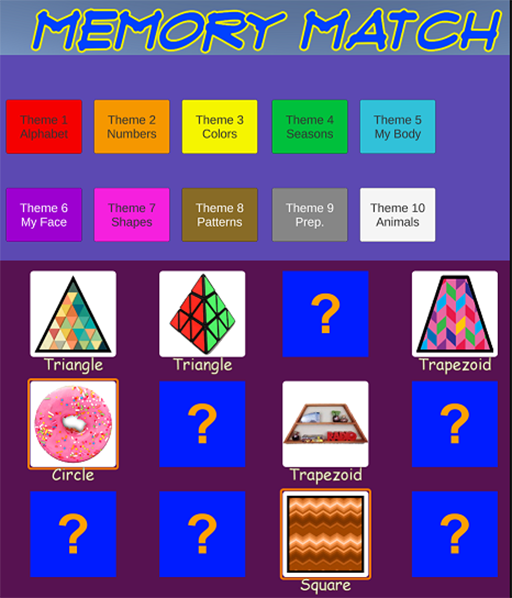 MEMORY MATCH
Theme 1
Alphabet
Theme 2
Numbers
Theme 3
Colors
Theme 4
Seasons
Theme 5
My Body
Theme 6
My Face
Theme 7
Shapes
Theme 8
Patterns
Theme 9
Prep.
Theme 10
Animals
Triangle
Triangle
?
Trapezoid
Circle
?
Trapezoid
?
?
?
Square
?